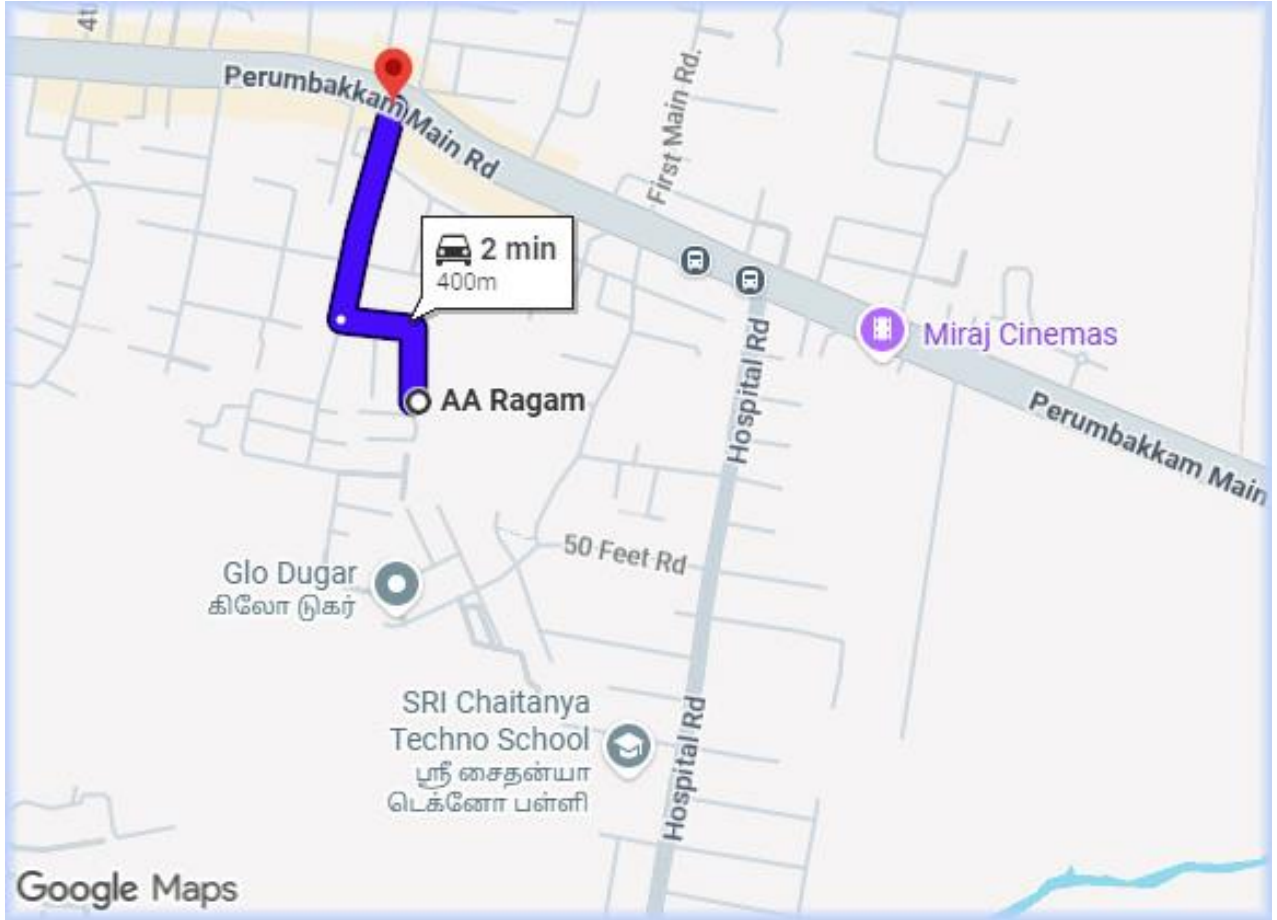 4t
Perumbakkam Main Rd
First Main Rd.
2 min
400m
Miraj Cinemas
Hospital Rd
AA Ragam
Perumbakkam Main
50 Feet Rd
Glo Dugar
கிலோ டுகர்
SRI Chaitanya
Techno School
ஸ்ரீ சைதன்யா
டெக்னோ பள்ளி
Hospital Rd
Google Maps